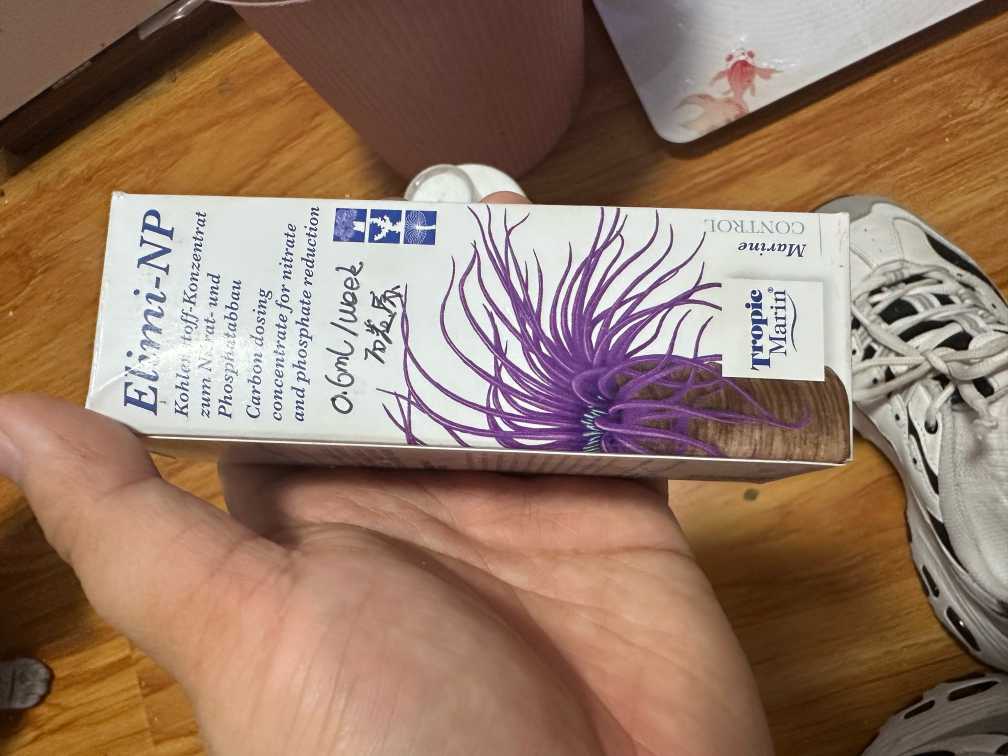 Elimi-NP
Kohlenstoff-Konzentrat
zum Nitrat- und
Phosphatabbau
Carbon dosing
concentrate for nitrate
and phosphate reduction
0.6ml/week
Marine
CONTROL
Tropic
Marin®